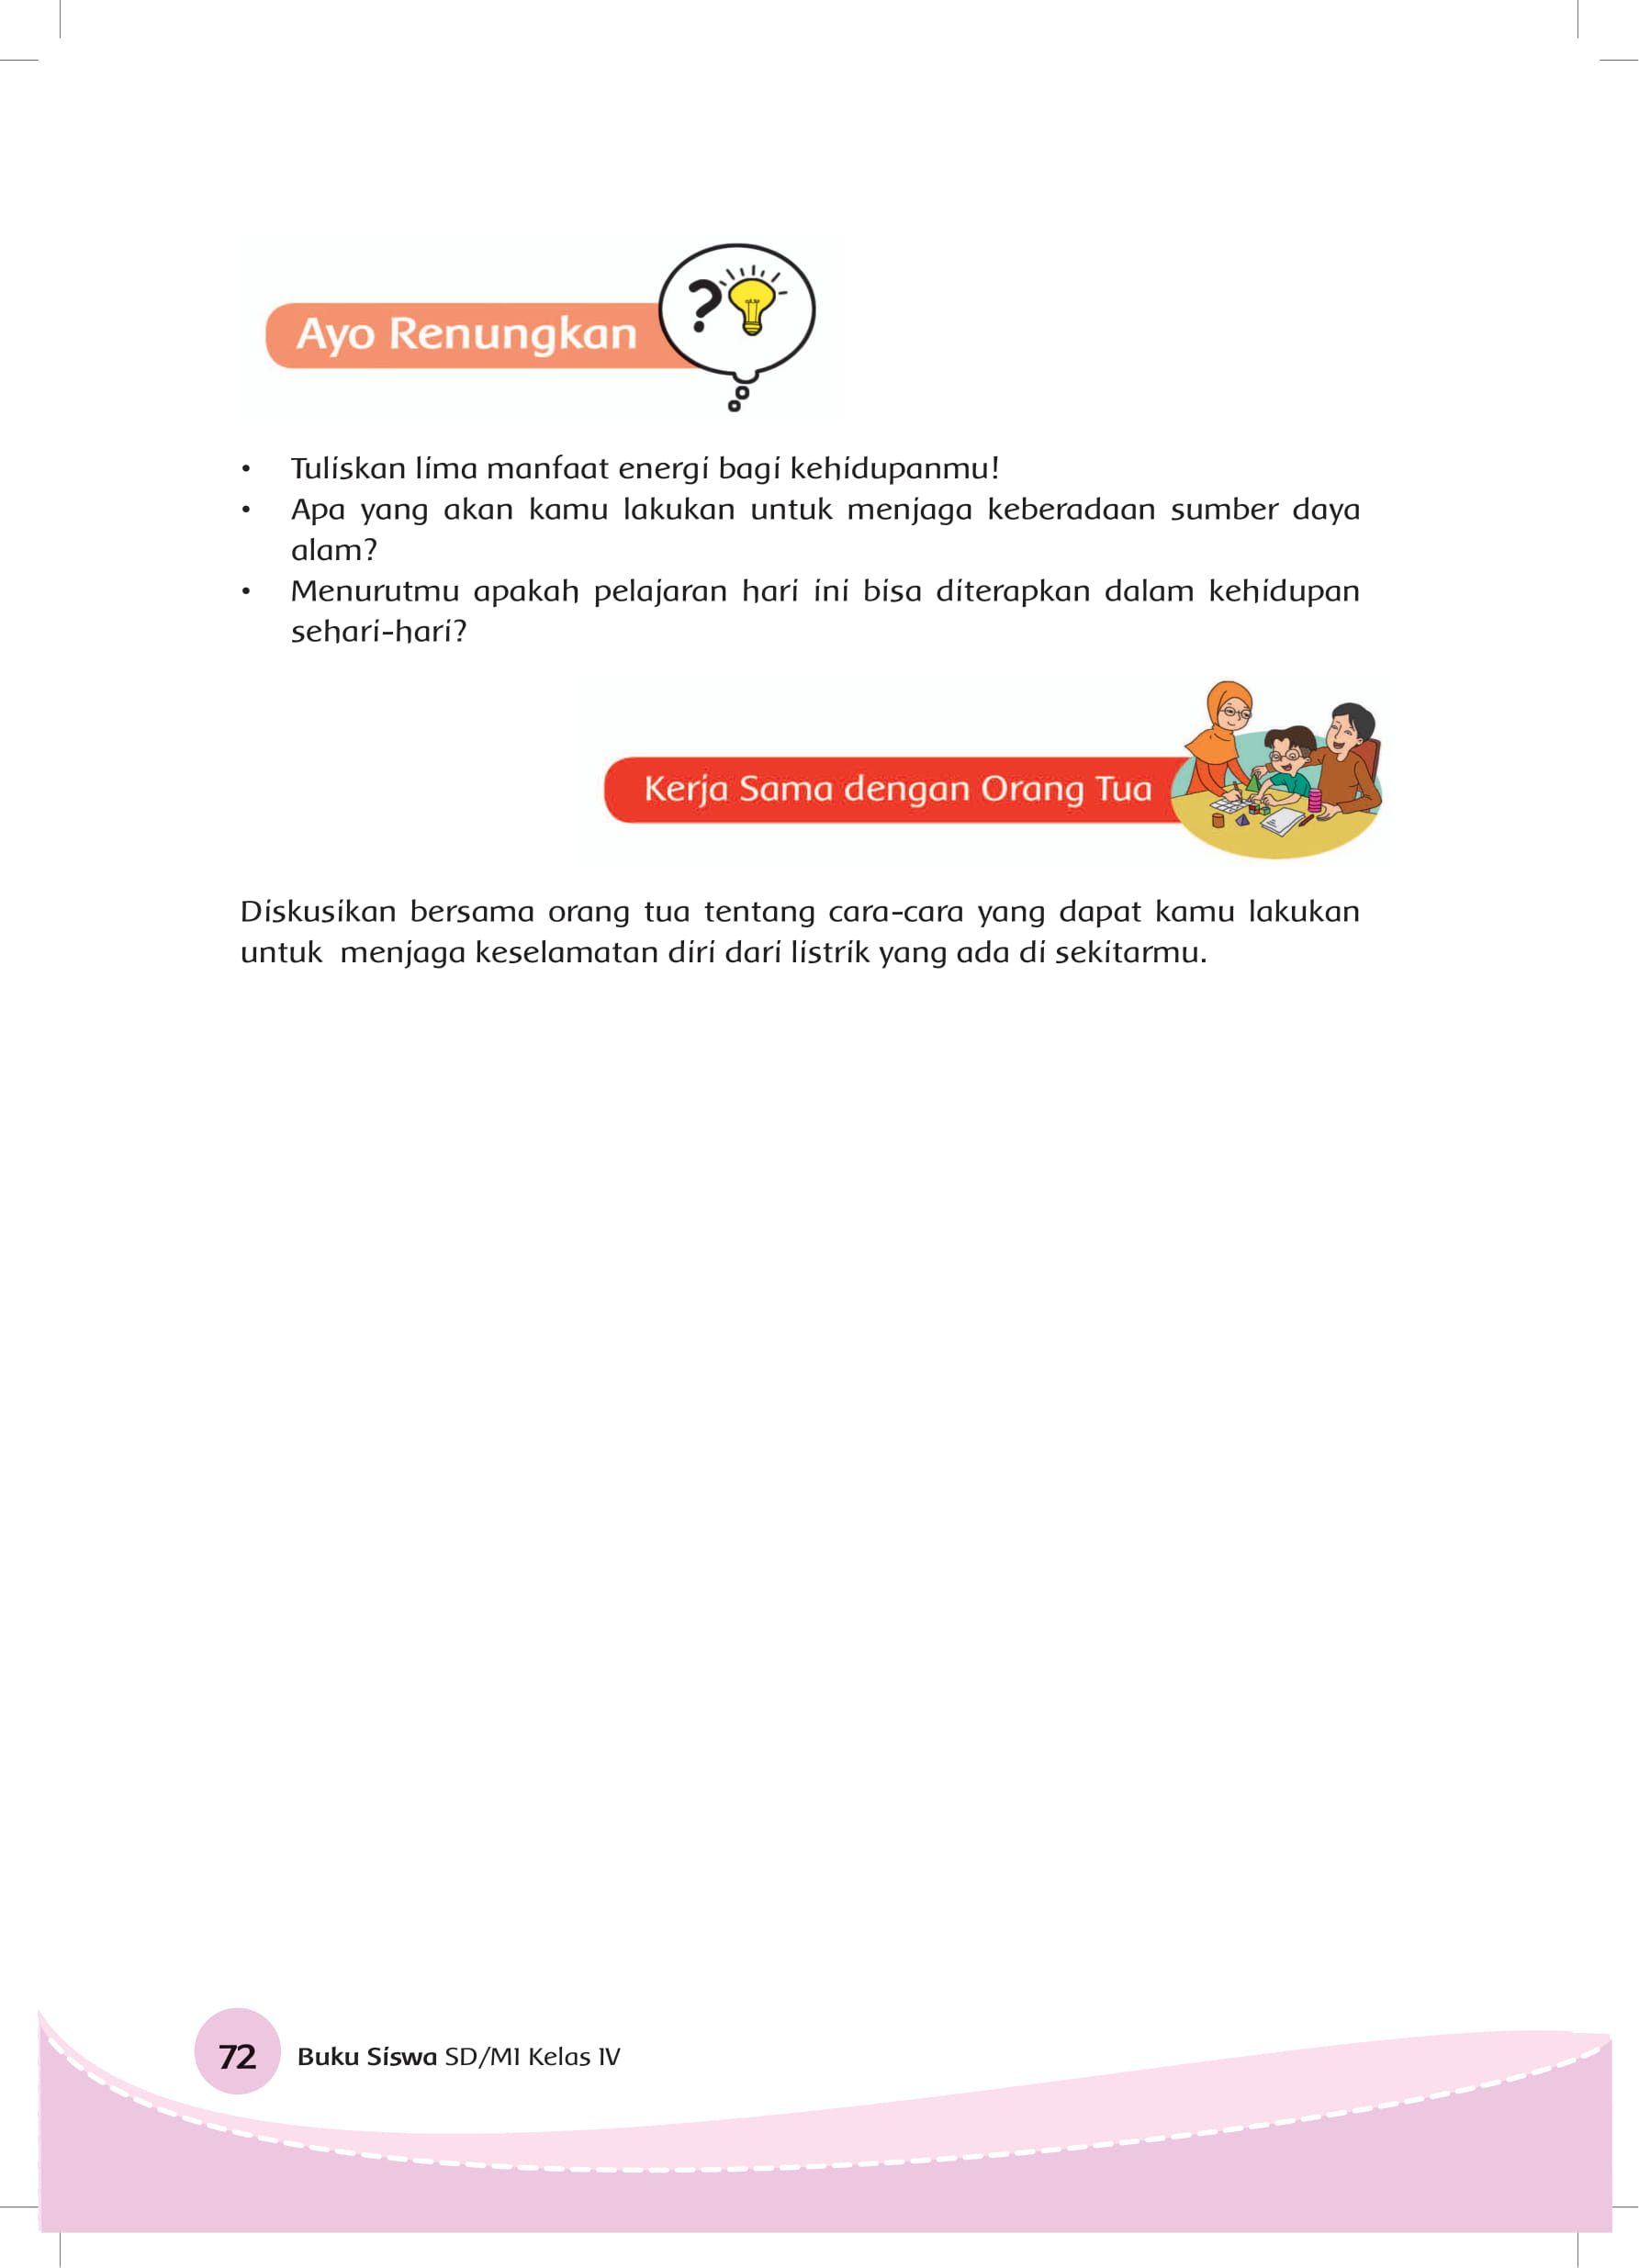 Ayo Renungkan
?
• Tuliskan lima manfaat energi bagi kehidupanmu!
• Apa yang akan kamu lakukan untuk menjaga keberadaan sumber daya
alam?
• Menurutmu apakah pelajaran hari ini bisa diterapkan dalam kehidupan
sehari-hari?
Kerja Sama dengan Orang Tua
Diskusikan bersama orang tua tentang cara-cara yang dapat kamu lakukan
untuk menjaga keselamatan diri dari listrik yang ada di sekitarmu.
72 Buku Siswa SD/MI Kelas IV